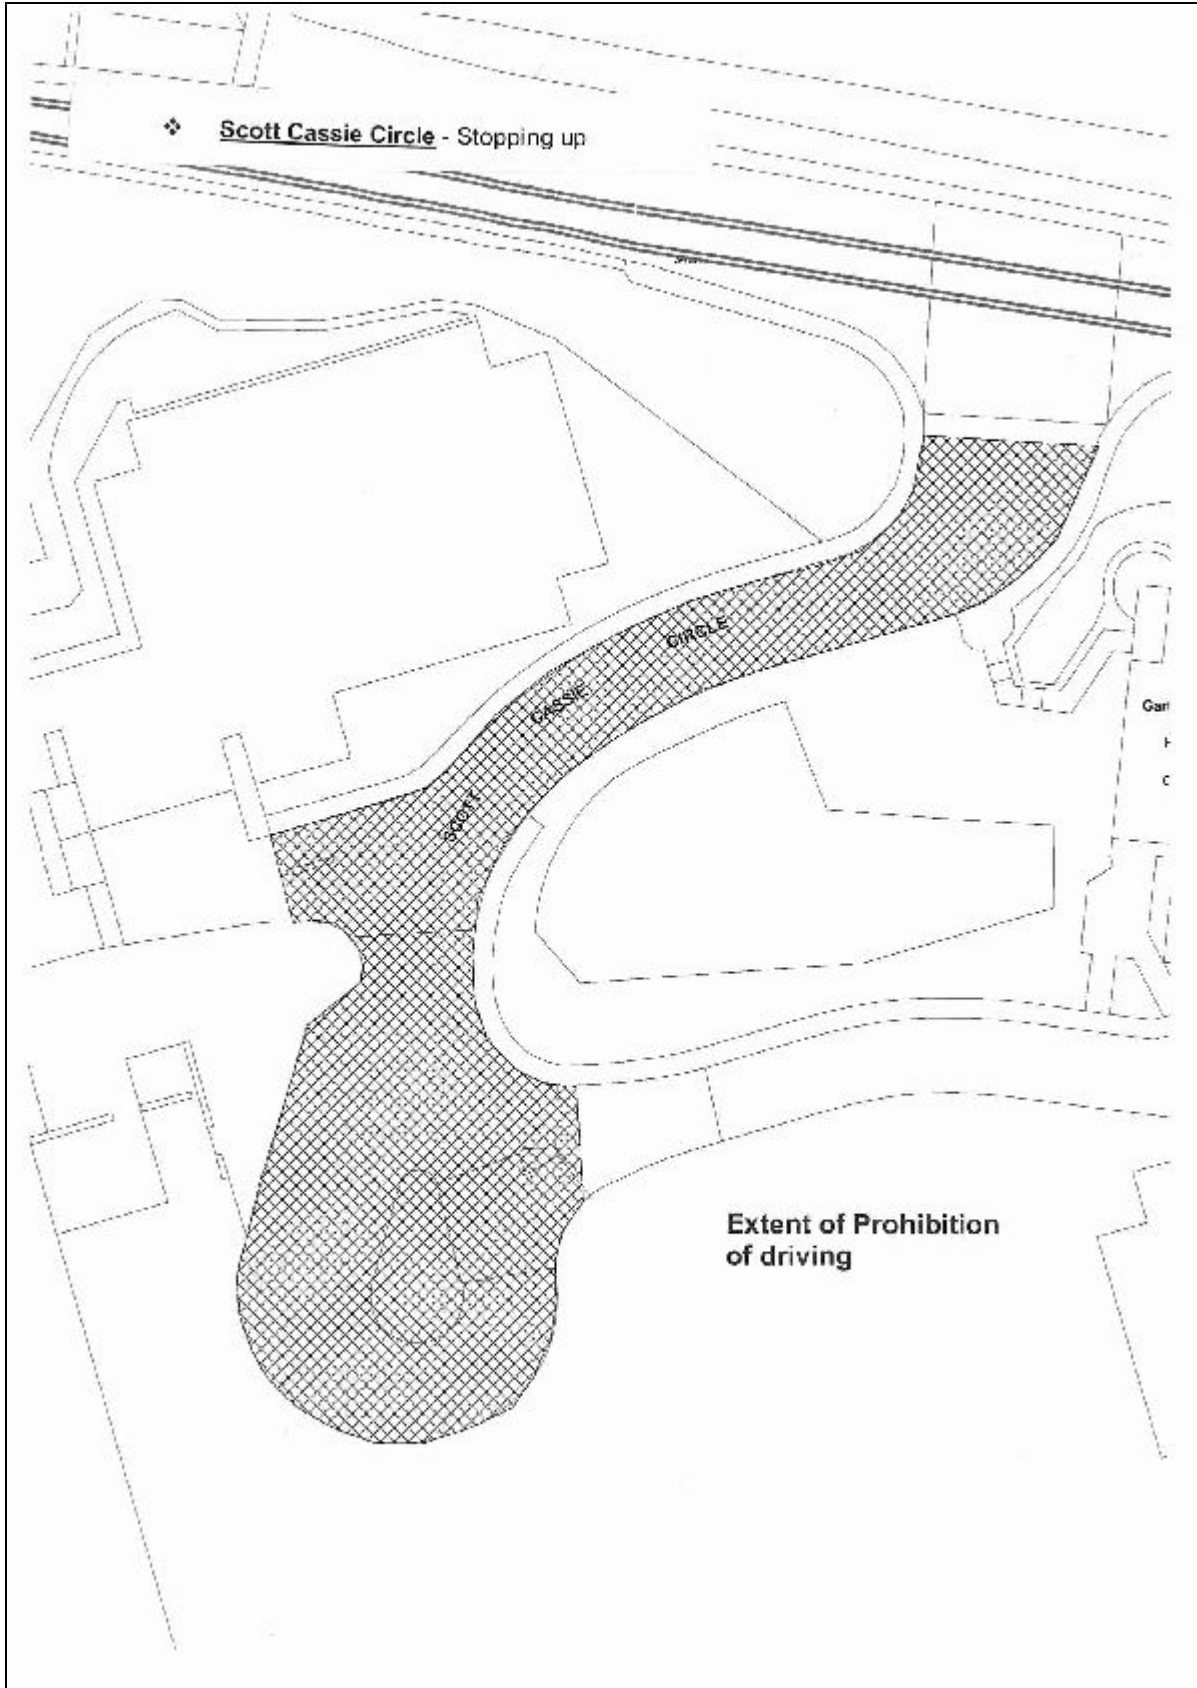 ❖ Scott Cassie Circle - Stopping up
CIRCLE
CASSIE
SCOTT
Extent of Prohibition
of driving